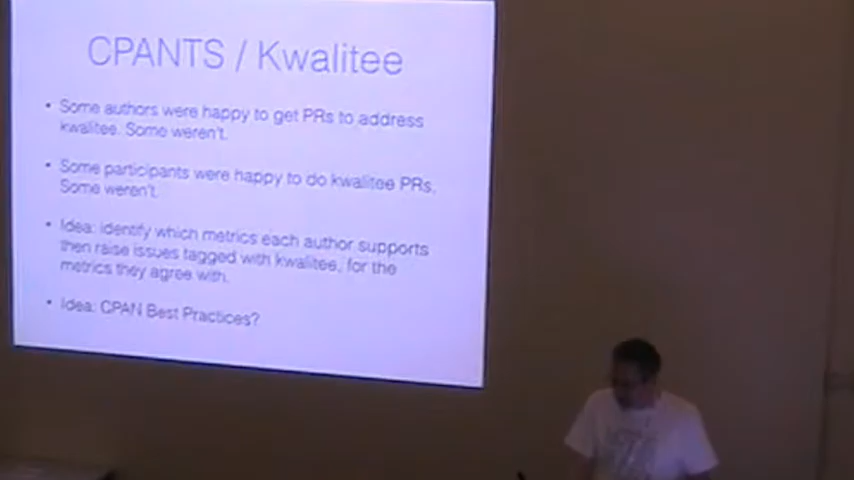 CPANTS / Kwalitee
• Some authors were happy to get PRs to address
kwalitee. Some weren't.
• Some participants were happy to do kwalitee PRs.
Some weren't.
• Idea: identify which metrics each author supports
then raise issues tagged with kwalitee, for the
metrics they agree with.
• Idea: CPAN Best Practices?